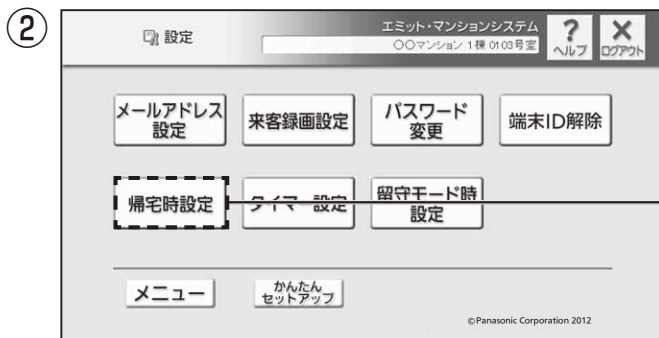 ②
設定
エミット・マンションシステム
○○マンション 1棟 0103号室
?
ヘルプ
×
ログアウト
メールアドレス
設定
来客録画設定
パスワード
変更
端末ID解除
帰宅時設定
タイマー設定
留守モード時
設定
メニュー
かんたん
セットアップ
©Panasonic Corporation 2012